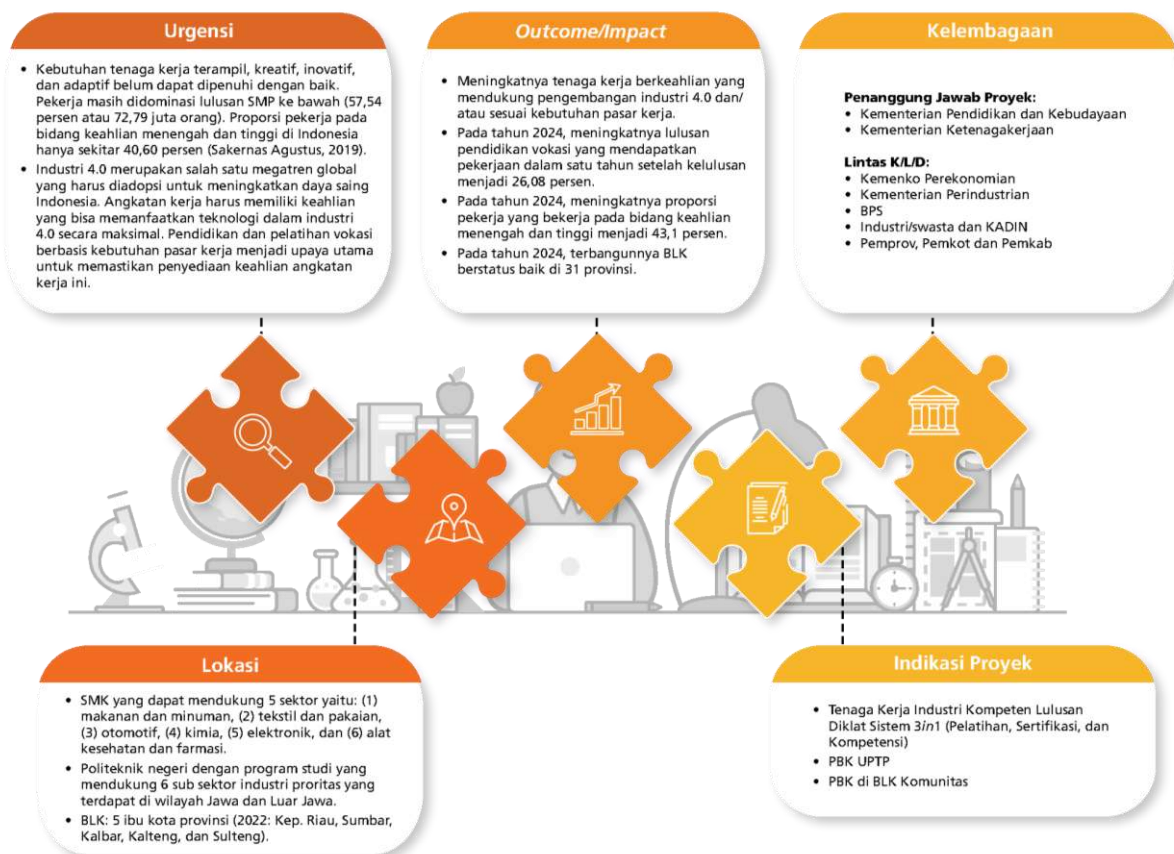 Urgensi
• Kebutuhan tenaga kerja terampil, kreatif, inovatif,
dan adaptif belum dapat dipenuhi dengan baik.
Pekerja masih didominasi lulusan SMP ke bawah (57,54
persen atau 72,79 juta orang). Proporsi pekerja pada
bidang keahlian menengah dan tinggi di Indonesia
hanya sekitar 40,60 persen (Sakernas Agustus, 2019).
• Industri 4.0 merupakan salah satu megatren global
yang harus diadopsi untuk meningkatkan daya saing
Indonesia. Angkatan kerja harus memiliki keahlian
yang bisa memanfaatkan teknologi dalam industri
4.0 secara maksimal. Pendidikan dan pelatihan vokasi
berbasis kebutuhan pasar kerja menjadi upaya utama
untuk memastikan penyediaan keahlian angkatan
kerja ini.
Outcome/Impact
• Meningkatnya tenaga kerja berkeahlian yang
mendukung pengembangan industri 4.0 dan/
atau sesuai kebutuhan pasar kerja.
• Pada tahun 2024, meningkatnya lulusan
pendidikan vokasi yang mendapatkan
pekerjaan dalam satu tahun setelah kelulusan
menjadi 26,08 persen.
• Pada tahun 2024, meningkatnya proporsi
pekerja yang bekerja pada bidang keahlian
menengah dan tinggi menjadi 43,1 persen.
• Pada tahun 2024, terbangunnya BLK
berstatus baik di 31 provinsi.
Kelembagaan
Penanggung Jawab Proyek:
• Kementerian Pendidikan dan Kebudayaan
• Kementerian Ketenagakerjaan
Lintas K/L/D:
• Kemenko Perekonomian
• Kementerian Perindustrian
• BPS
• Industri/swasta dan KADIN
• Pemprov, Pemkot dan Pemkab
Lokasi
• SMK yang dapat mendukung 5 sektor yaitu: (1)
makanan dan minuman, (2) tekstil dan pakaian,
(3) otomotif, (4) kimia, (5) elektronik, dan (6) alat
kesehatan dan farmasi.
• Politeknik negeri dengan program studi yang
mendukung 6 sub sektor industri proritas yang
terdapat di wilayah Jawa dan Luar Jawa.
• BLK: 5 ibu kota provinsi (2022: Kep. Riau, Sumbar,
Kalbar, Kalteng, dan Sulteng).
Indikasi Proyek
• Tenaga Kerja Industri Kompeten Lulusan
Diklat Sistem 3in1 (Pelatihan, Sertifikasi, dan
Kompetensi)
• PBK UPTP
• PBK di BLK Komunitas